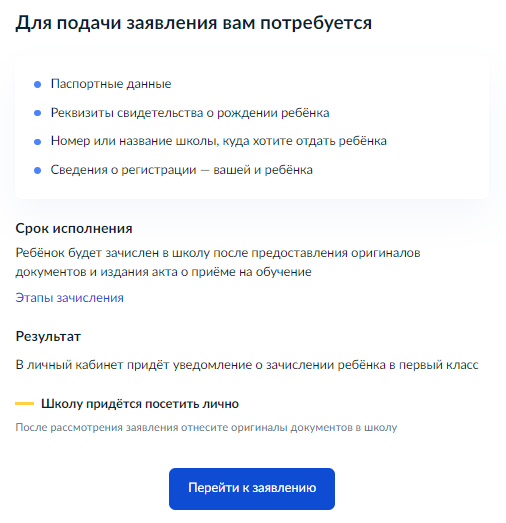 Для подачи заявления вам потребуется
Паспортные данные
Реквизиты свидетельства о рождении ребёнка
Номер или название школы, куда хотите отдать ребёнка
Сведения о регистрации — вашей и ребёнка
Срок исполнения
Ребёнок будет зачислен в школу после предоставления оригиналов
документов и издания акта о приёме на обучение
Этапы зачисления
Результат
В личный кабинет придёт уведомление о зачислении ребёнка в первый класс
Школу придётся посетить лично
После рассмотрения заявления отнесите оригиналы документов в школу
Перейти к заявлению